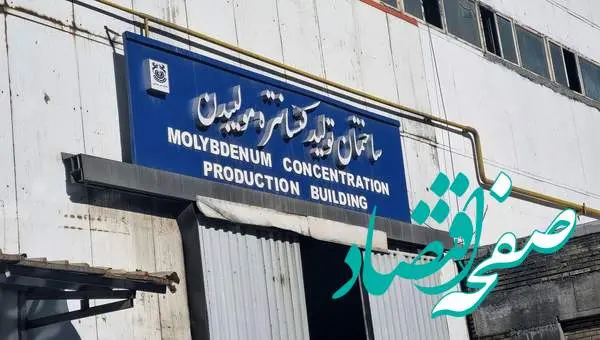 ساختمان تولید کنسانتره مولیبدن
MOLYBDENUM CONCENTRATION
PRODUCTION BUILDING
صفحه اقتصاد